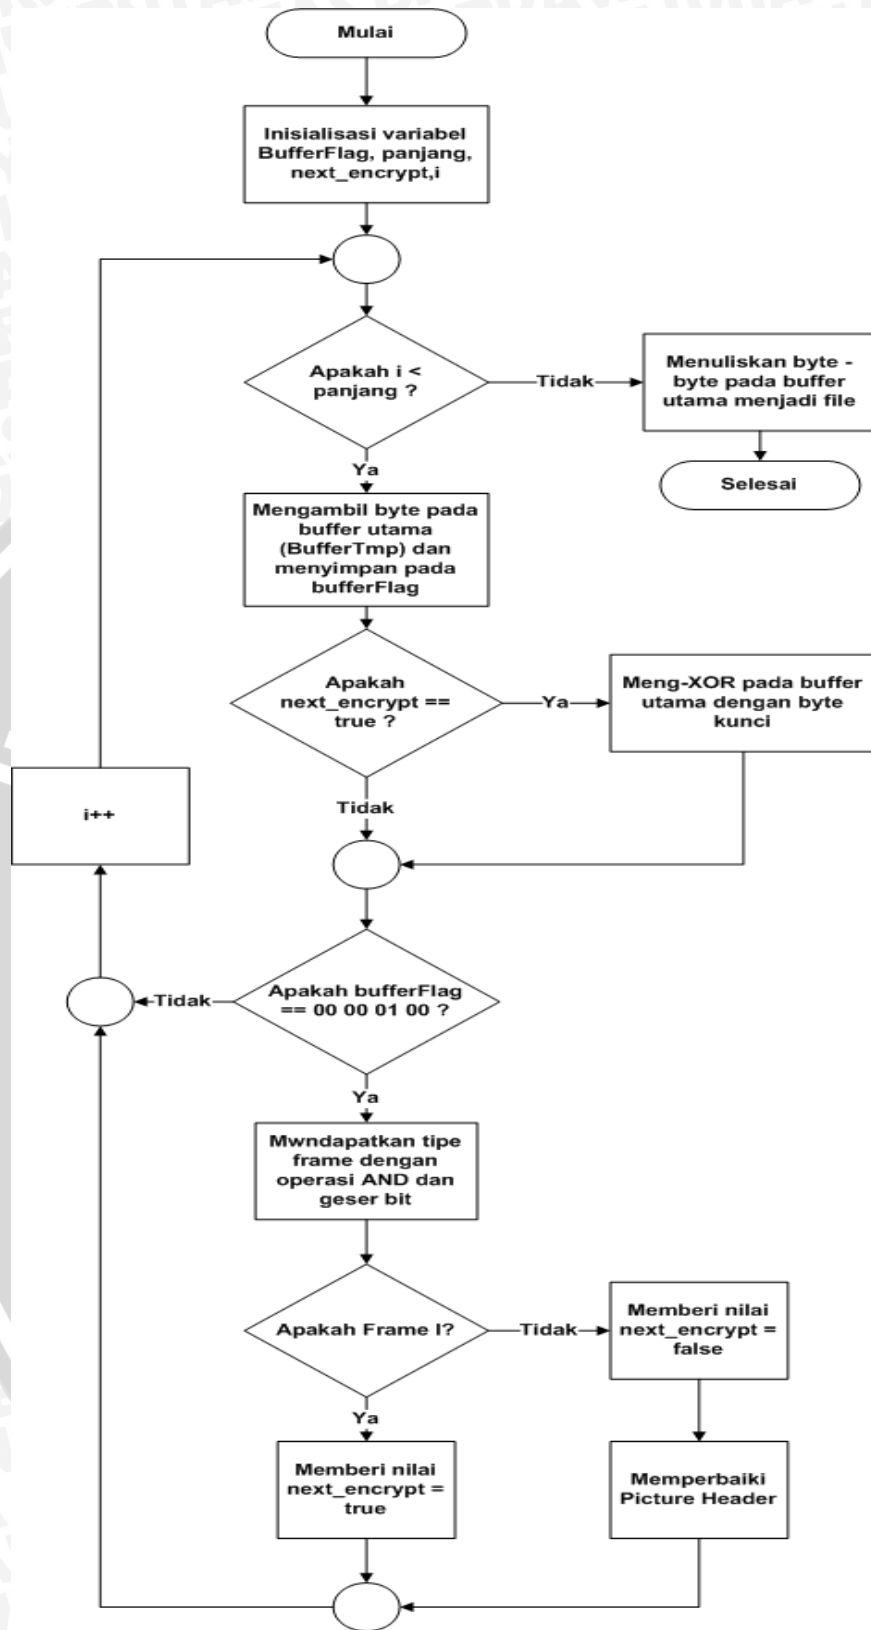 Mulai
Inisialisasi variabel
BufferFlag, panjang,
next_encrypt,i
Apakah i <
panjang ?
Tidak
Menuliskan byte -
byte pada buffer
utama menjadi file
Selesai
Ya
Mengambil byte pada
buffer utama
(BufferTmp) dan
menyimpan pada
bufferFlag
Apakah
next_encrypt ==
true ?
Ya
Meng-XOR pada buffer
utama dengan byte
kunci
Tidak
i++
Apakah bufferFlag
== 00 00 01 00 ?
Tidak
Ya
Mwndapatkan tipe
frame dengan
operasi AND dan
geser bit
Apakah Frame I?
Tidak
Memberi nilai
next_encrypt =
false
Ya
Memberi nilai
next_encrypt =
true
Memperbaiki
Picture Header